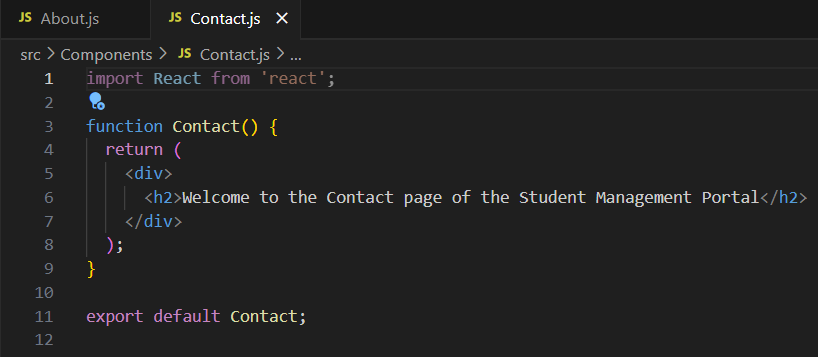 JS About.js JS Contact.js ×
src > Components > JS Contact.js > ...
1 import React from 'react';
2
3 function Contact() {
4   return (
5     <div>
6       <h2>Welcome to the Contact page of the Student Management Portal</h2>
7     </div>
8   );
9 }
10
11 export default Contact;
12